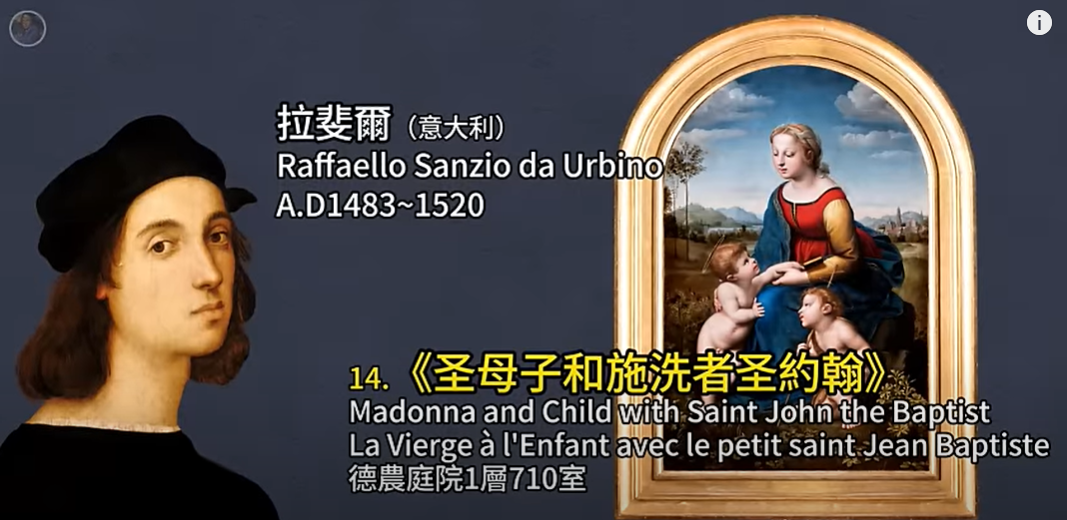 拉斐爾（意大利）
Raffaello Sanzio da Urbino
A.D1483~1520
14.《圣母子和施洗者圣約翰》
Madonna and Child with Saint John the Baptist
La Vierge à l'Enfant avec le petit saint Jean Baptiste
德農庭院1層710室